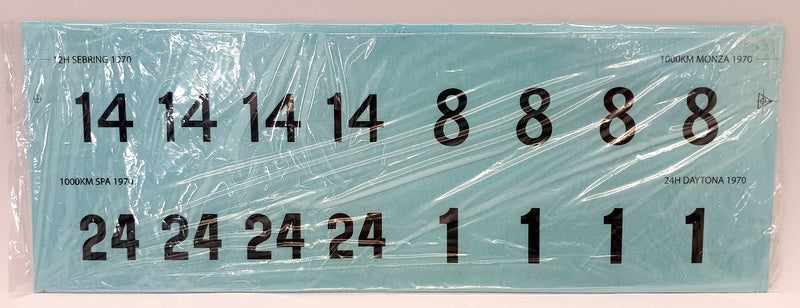 12H SEBRING 1970 1000KM MONZA 1970
14 14 14 14 8 8 8 8
1000KM SPA 1970 24H DAYTONA 1970
24 24 24 24 1 1 1 1